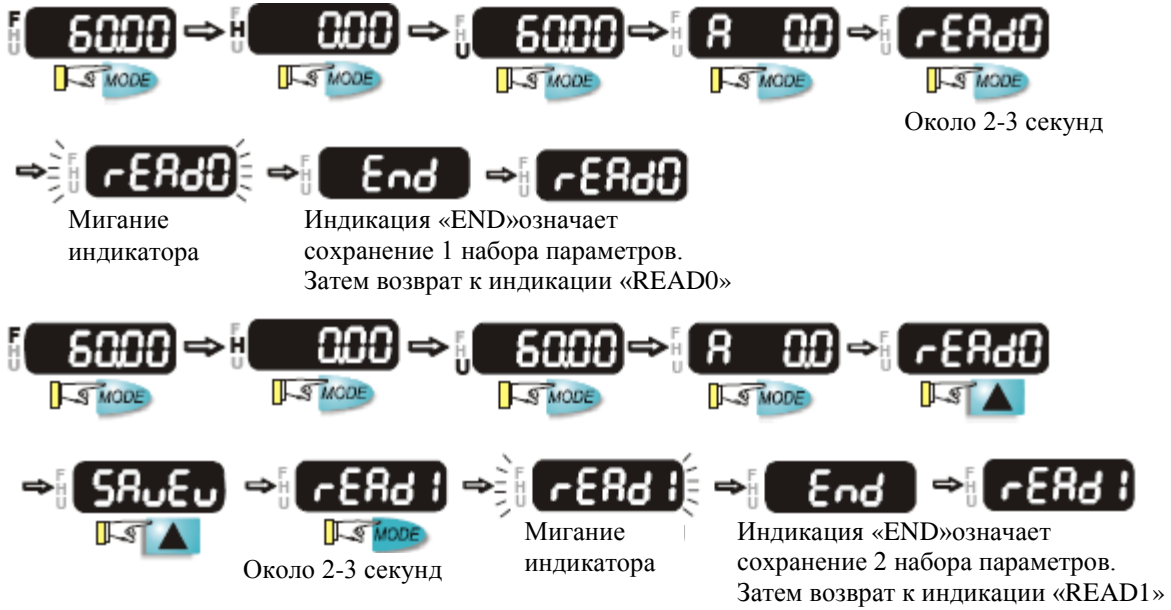 F H U 60.00 F H U 0.00 F H U 60.00 F H U A 0.0 F H U rEAd0
MODE MODE MODE MODE MODE
Около 2-3 секунд
F H U rEAd0 F H U End F H U rEAd0
Мигание
индикатора
Индикация «END»означает
сохранение 1 набора параметров.
Затем возврат к индикации «READ0»
F H U 60.00 F H U 0.00 F H U 60.00 F H U A 0.0 F H U rEAd0
MODE MODE MODE MODE
F H U SAvEv F H U rEAd1 F H U rEAd1 F H U End F H U rEAd1
MODE
Около 2-3 секунд
Мигание
индикатора
Индикация «END»означает
сохранение 2 набора параметров.
Затем возврат к индикации «READ1»